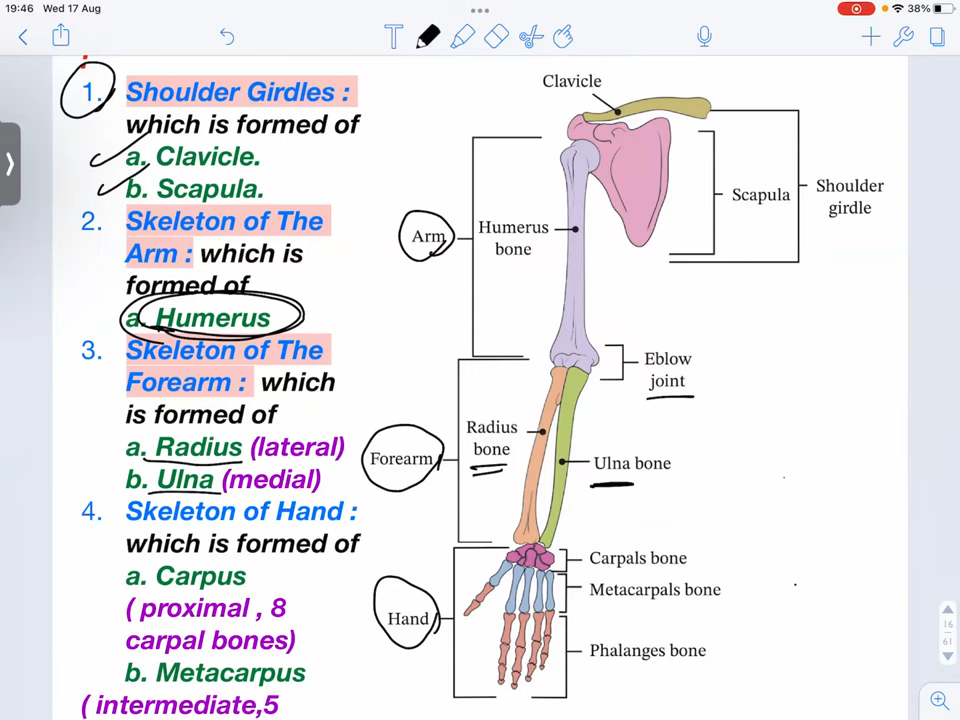 19:46 Wed 17 Aug
38%
1. Shoulder Girdles :
which is formed of
a. Clavicle.
b. Scapula.
2. Skeleton of The
Arm : which is
formed of
a. Humerus
3. Skeleton of The
Forearm : which
is formed of
a. Radius (lateral)
b. Ulna (medial)
4. Skeleton of Hand :
which is formed of
a. Carpus
( proximal , 8
carpal bones)
b. Metacarpus
( intermediate,5
Clavicle
Scapula
Shoulder
girdle
Arm
Humerus
bone
Eblow
joint
Radius
bone
Forearm
Ulna bone
Carpals bone
Metacarpals bone
Hand
Phalanges bone
16
61